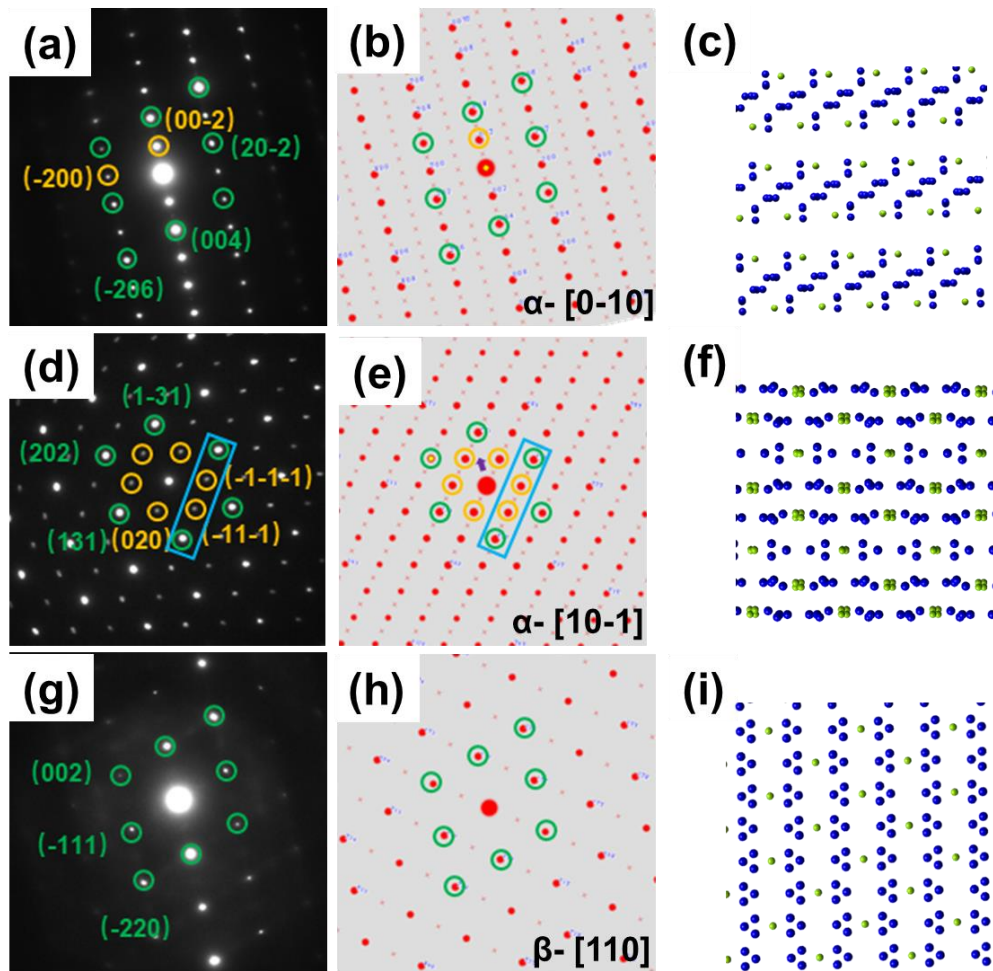 (a)
(b)
(c)
(00-2)
(20-2)
(-200)
(004)
(-206)
α- [0-10]
(d)
(e)
(f)
(1-31)
(202)
(-1-1-1)
(131)
(020)
(-11-1)
α- [10-1]
(g)
(h)
(i)
(002)
(-111)
(-220)
β- [110]